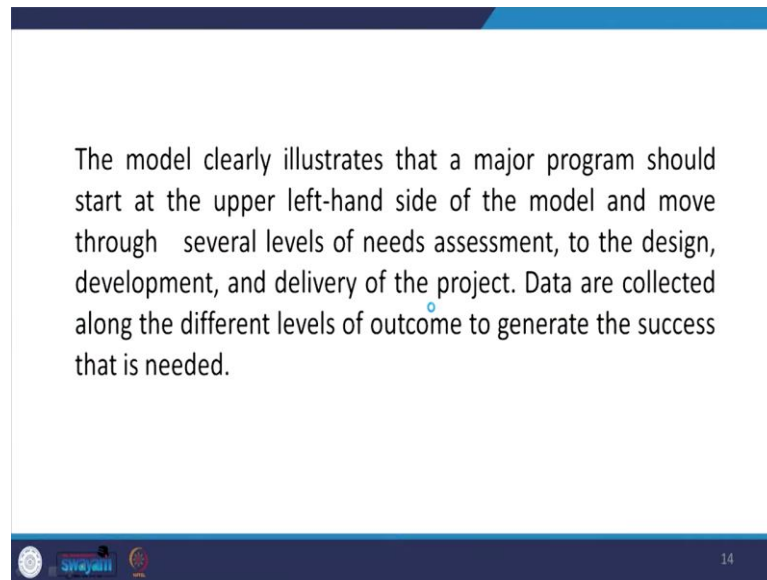 The model clearly illustrates that a major program should
start at the upper left-hand side of the model and move
through several levels of needs assessment, to the design,
development, and delivery of the project. Data are collected
along the different levels of outcome to generate the success
that is needed.
swayam
14